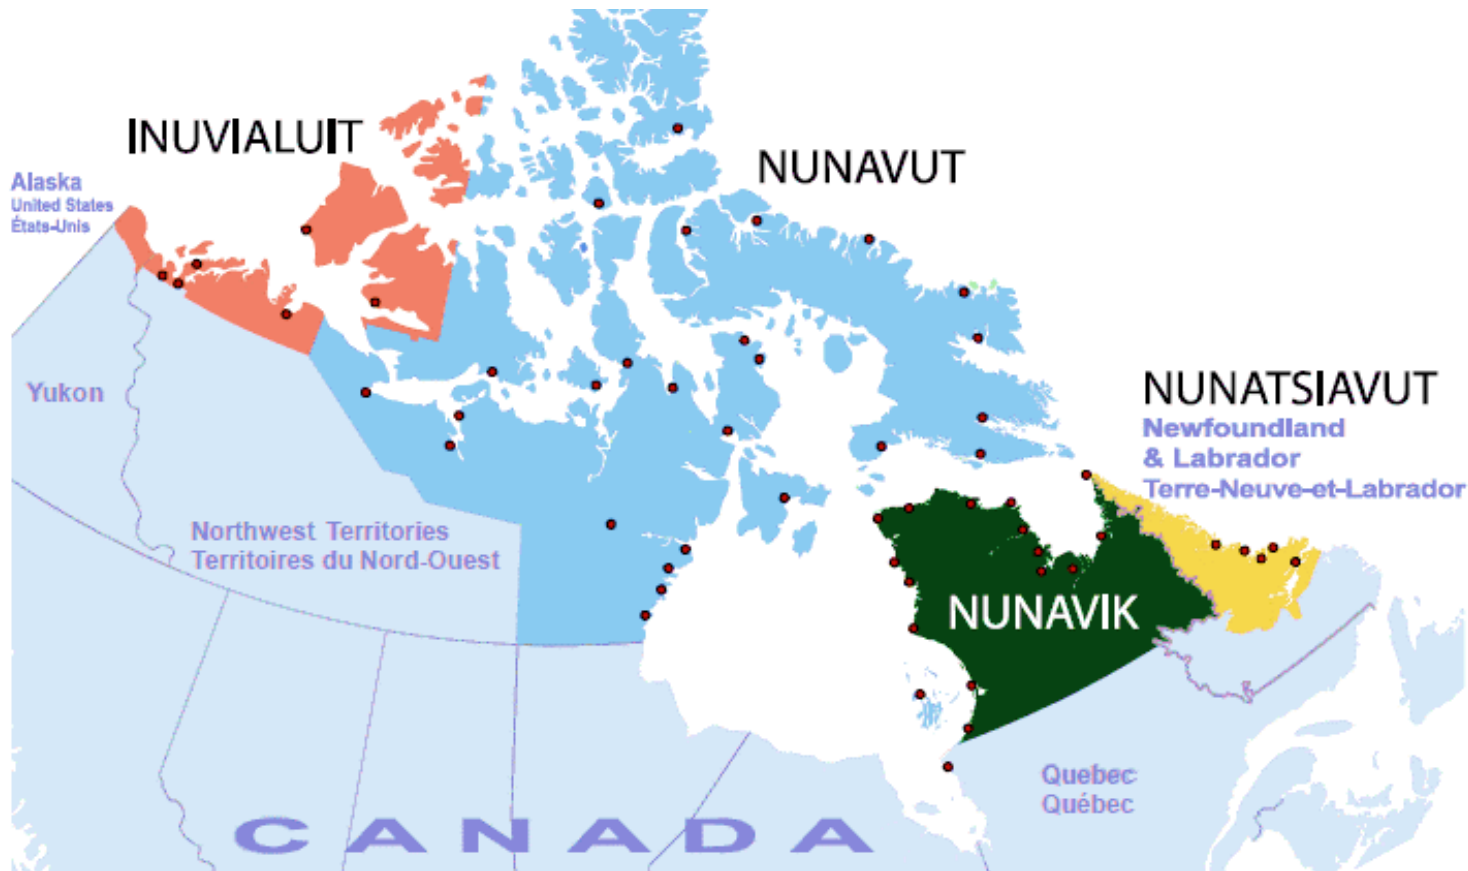 INUVIALUIT
NUNAVUT
Alaska
United States
États-Unis
Yukon
NUNATSIAVUT
Newfoundland
& Labrador
Terre-Neuve-et-Labrador
Northwest Territories
Territoires du Nord-Ouest
NUNAVIK
Quebec
Québec
CANADA